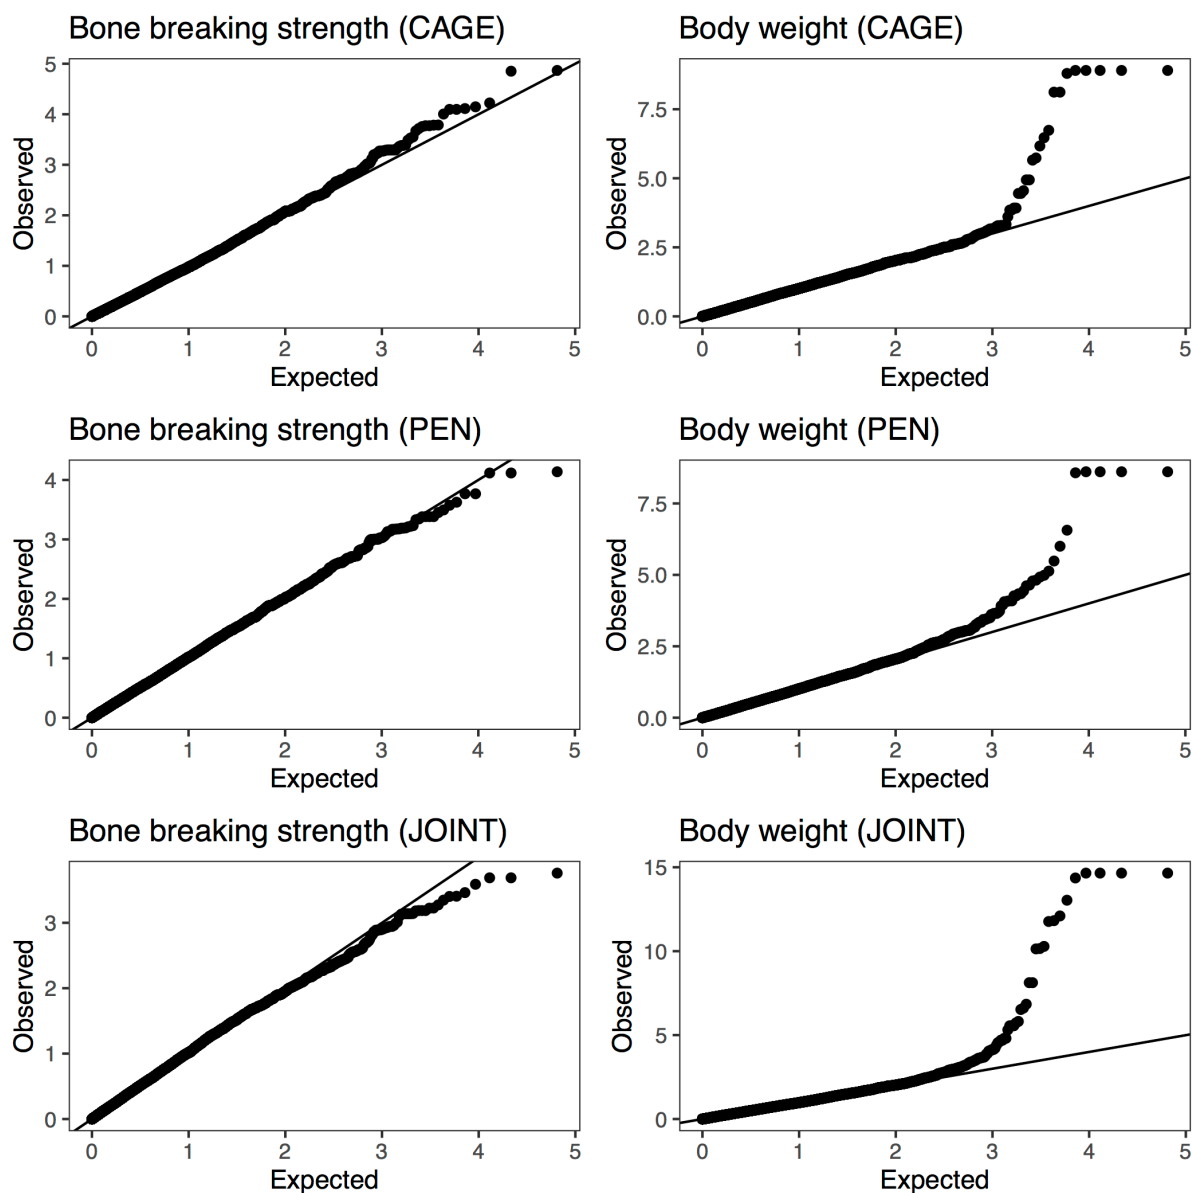 Bone breaking strength (CAGE)
5
4
3
2
1
0
Observed
0 1 2 3 4 5
Expected
Body weight (CAGE)
7.5
5.0
2.5
0.0
Observed
0 1 2 3 4 5
Expected
Bone breaking strength (PEN)
4
3
2
1
0
Observed
0 1 2 3 4 5
Expected
Body weight (PEN)
7.5
5.0
2.5
0.0
Observed
0 1 2 3 4 5
Expected
Bone breaking strength (JOINT)
3
2
1
0
Observed
0 1 2 3 4 5
Expected
Body weight (JOINT)
15
10
5
0
Observed
0 1 2 3 4 5
Expected